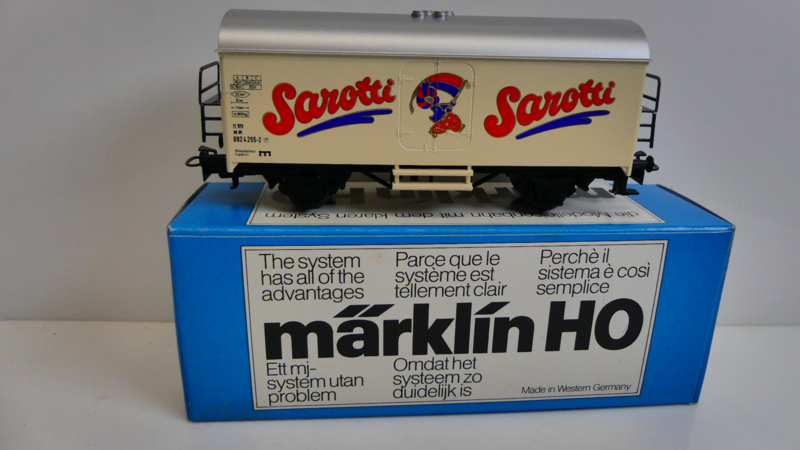 Sarotti
Sarotti
082 4 255-2
die Modelleisenbahn mit dem klaren System
The system
has all of the
advantages
Parce que le
système est
tellement clair
Perchè il
sistema è così
semplice
märklin HO
Ett mj-
system utan
problem
Omdat het
systeem zo
duidelijk is
Made in Western Germany